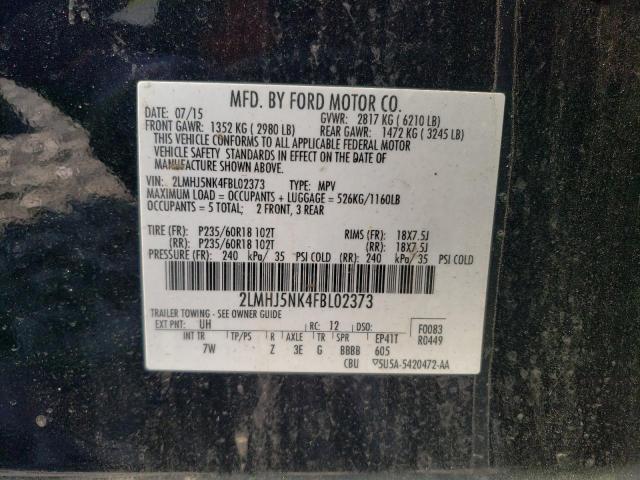 MFD. BY FORD MOTOR CO.
DATE: 07/15 GVWR: 2817 KG ( 6210 LB)
FRONT GAWR: 1352 KG ( 2980 LB) REAR GAWR: 1472 KG ( 3245 LB)
THIS VEHICLE CONFORMS TO ALL APPLICABLE FEDERAL MOTOR
VEHICLE SAFETY STANDARDS IN EFFECT ON THE DATE OF
MANUFACTURE SHOWN ABOVE.
VIN: 2LMHJ5NK4FBL02373 TYPE: MPV
MAXIMUM LOAD = OCCUPANTS + LUGGAGE = 526KG/1160LB
OCCUPANTS = 5 TOTAL; 2 FRONT, 3 REAR
TIRE (FR): P235/60R18 102T RIMS (FR): 18X7.5J
(RR): P235/60R18 102T (RR): 18X7.5J
PRESSURE (FR): 240 kPa/ 35 PSI COLD (RR): 240 kPa/ 35 PSI COLD
2LMHJ5NK4FBL02373
TRAILER TOWING - SEE OWNER GUIDE
EXT PNT: UH RC: 12 DSO: F0083
INT TR TP/PS R AXLE TR SPR EP41T R0449
7W Z 3E G BBBB 605
CBU ▽5U5A-5420472-AA